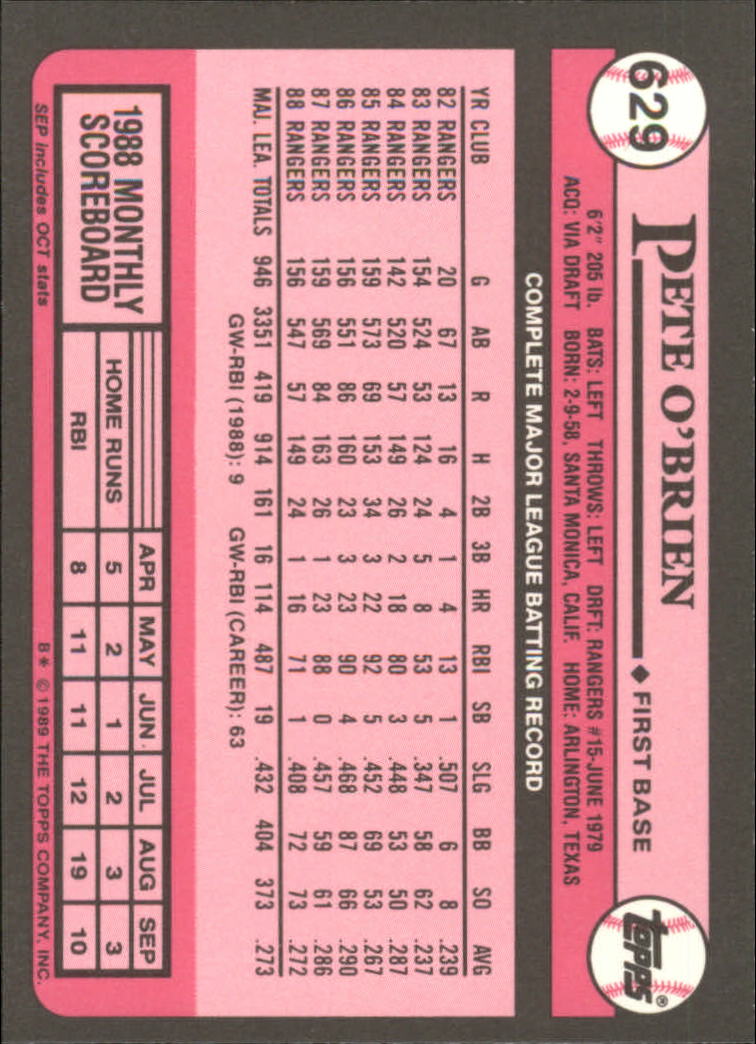 629
PETE O'BRIEN ◆ FIRST BASE
topps®
6'2" 205 lb. BATS: LEFT THROWS: LEFT DRFT: RANGERS #15-JUNE 1979
ACQ: VIA DRAFT BORN: 2-9-58, SANTA MONICA, CALIF. HOME: ARLINGTON, TEXAS
COMPLETE MAJOR LEAGUE BATTING RECORD
YR CLUB G AB R H 2B 3B HR RBI SB SLG BB SO AVG
82 RANGERS 20 67 13 16 4 1 4 13 1 .507 6 8 .239
83 RANGERS 154 524 53 124 24 5 8 53 5 .347 58 62 .237
84 RANGERS 142 520 57 149 26 2 18 80 3 .448 53 50 .287
85 RANGERS 159 573 69 153 34 3 22 92 5 .452 69 53 .267
86 RANGERS 156 551 86 160 23 3 23 90 4 .468 87 66 .290
87 RANGERS 159 569 84 163 26 1 23 88 0 .457 59 61 .286
88 RANGERS 156 547 57 149 24 1 16 71 1 .408 72 73 .272
MAJ. LEA. TOTALS 946 3351 419 914 161 16 114 487 19 .432 404 373 .273
GW-RBI (1988): 9 GW-RBI (CAREER): 63
1988 MONTHLY
SCOREBOARD
APR MAY JUN. JUL AUG SEP
HOME RUNS 5 2 1 2 3 3
RBI 8 11 11 12 19 10
SEP includes OCT stats
B* © 1989 THE TOPPS COMPANY, INC.